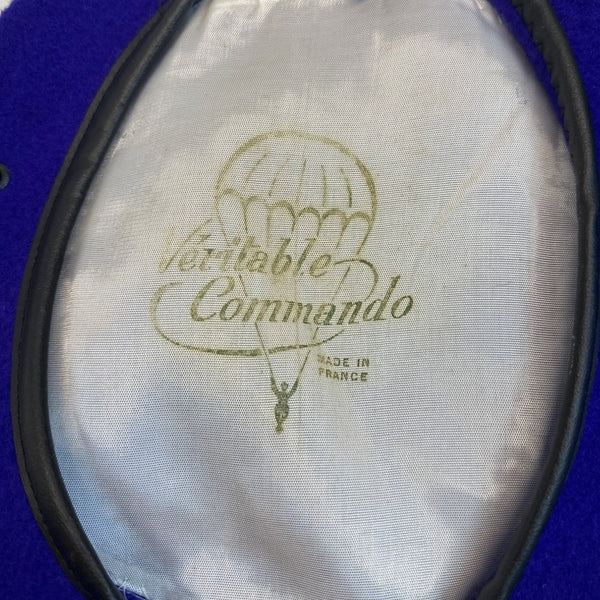 Véritable
Commando
MADE IN
FRANCE